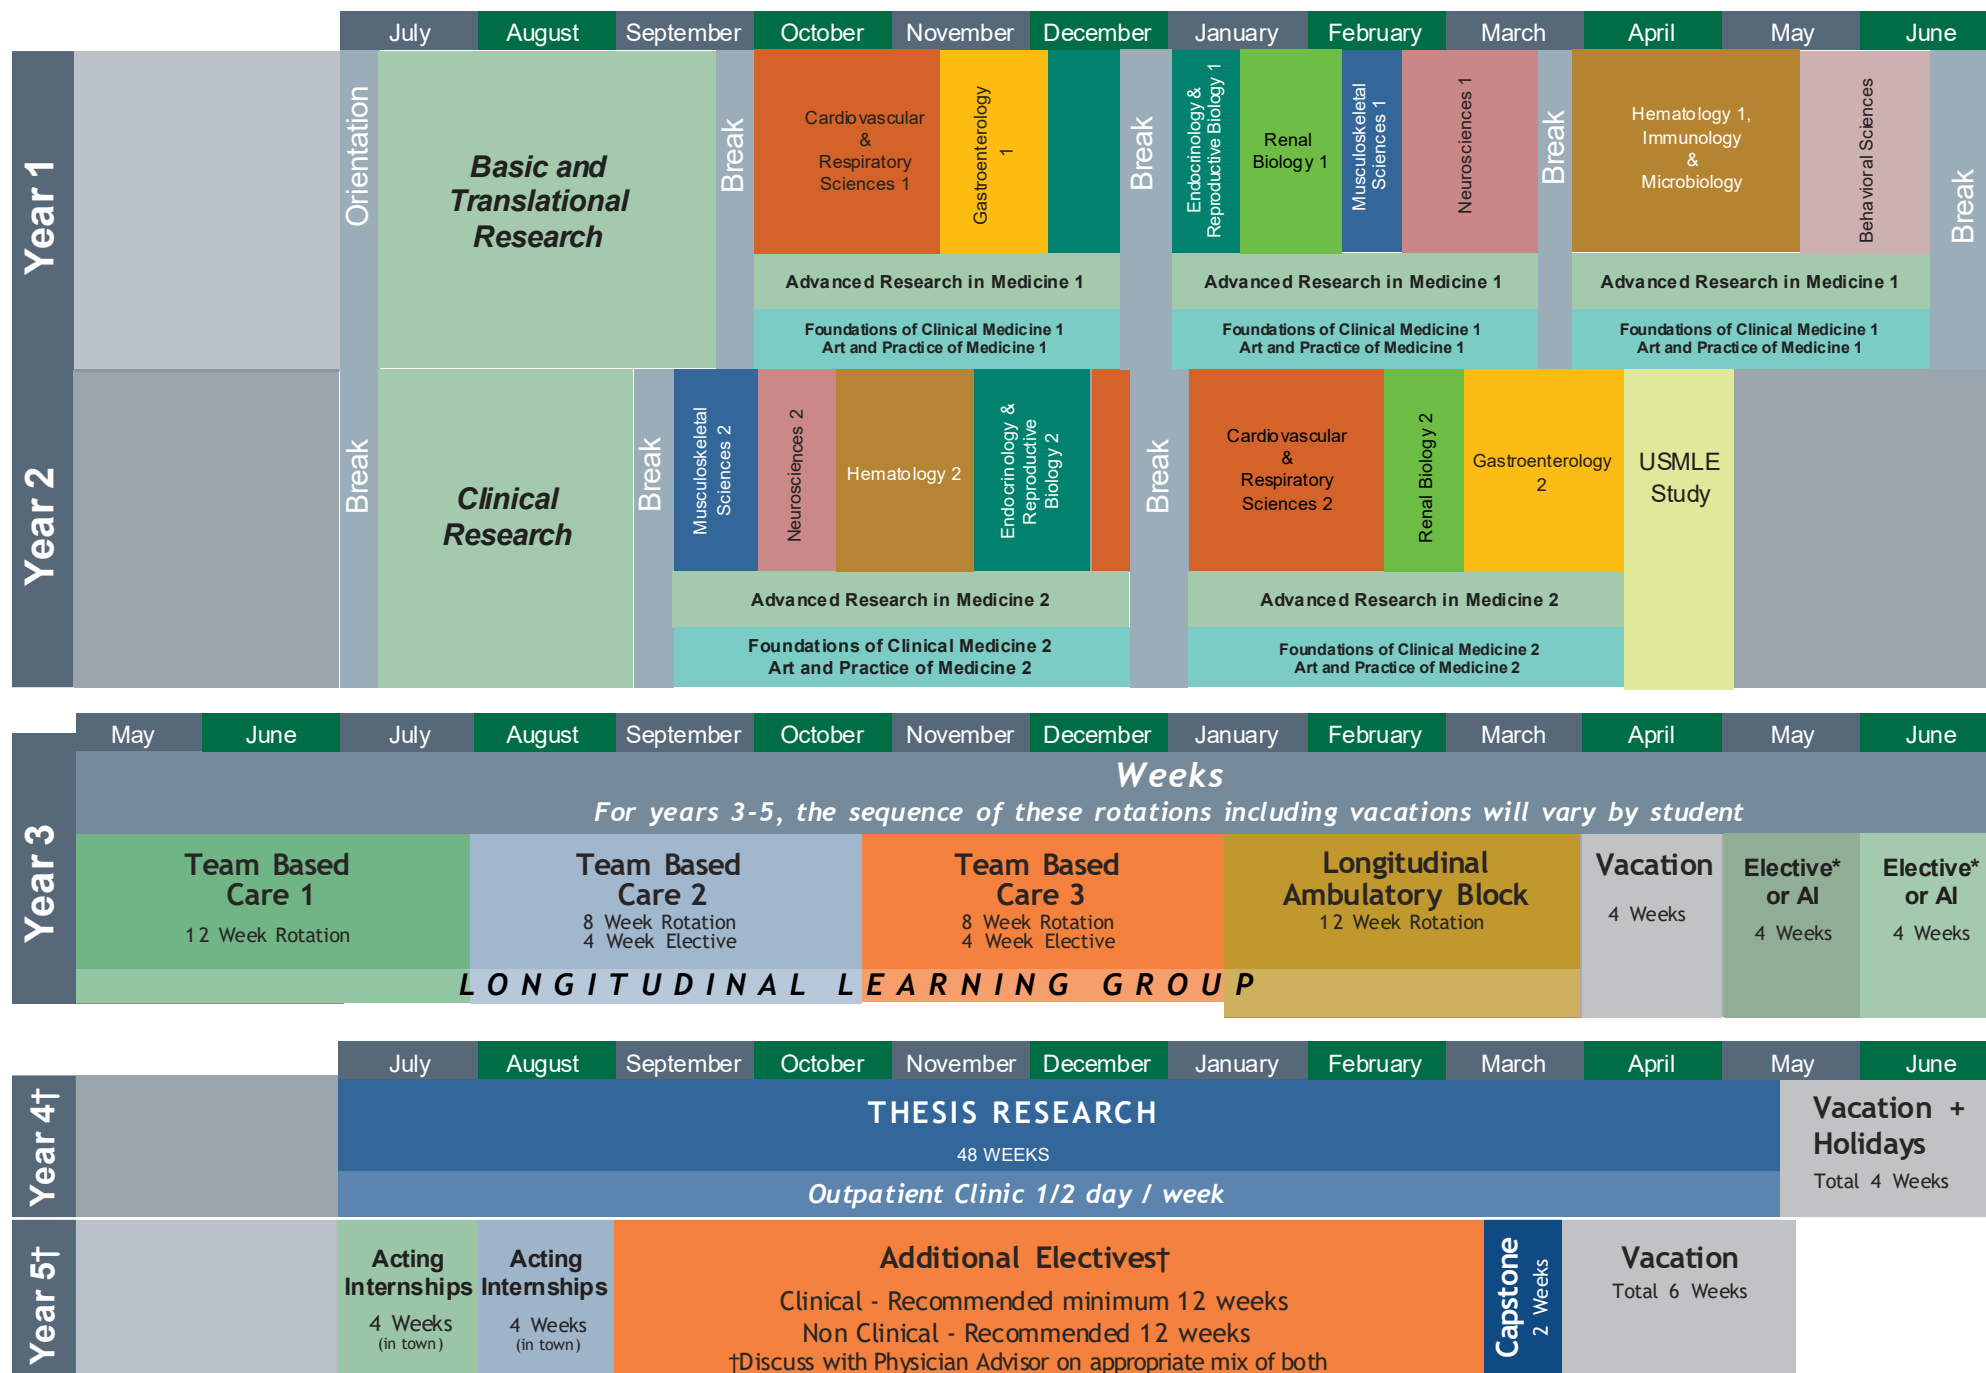 July August September October November December January February March April May June
Year 1
Orientation
Basic and
Translational
Research
Break
Cardiovascular
&
Respiratory
Sciences 1
Gastroenterology
1
Break
Endocrinology &
Reproductive Biology 1
Renal
Biology 1
Musculoskeletal
Sciences 1
Neurosciences 1
Break
Hematology 1,
Immunology
&
Microbiology
Behavioral Sciences
Break
Advanced Research in Medicine 1
Advanced Research in Medicine 1
Advanced Research in Medicine 1
Foundations of Clinical Medicine 1
Art and Practice of Medicine 1
Foundations of Clinical Medicine 1
Art and Practice of Medicine 1
Foundations of Clinical Medicine 1
Art and Practice of Medicine 1
Year 2
Break
Clinical
Research
Break
Musculoskeletal
Sciences 2
Neurosciences 2
Hematology 2
Endocrinology &
Reproductive
Biology 2
Break
Cardiovascular
&
Respiratory
Sciences 2
Renal Biology 2
Gastroenterology
2
USMLE
Study
Advanced Research in Medicine 2
Advanced Research in Medicine 2
Foundations of Clinical Medicine 2
Art and Practice of Medicine 2
Foundations of Clinical Medicine 2
Art and Practice of Medicine 2
May June July August September October November December January February March April May June
Year 3
Weeks
For years 3-5, the sequence of these rotations including vacations will vary by student
Team Based
Care 1
12 Week Rotation
Team Based
Care 2
8 Week Rotation
4 Week Elective
Team Based
Care 3
8 Week Rotation
4 Week Elective
Longitudinal
Ambulatory Block
12 Week Rotation
Vacation
4 Weeks
Elective*
or AI
4 Weeks
Elective*
or AI
4 Weeks
LONGITUDINAL LEARNING GROUP
July August September October November December January February March April May June
Year 4†
THESIS RESEARCH
48 WEEKS
Outpatient Clinic 1/2 day / week
Vacation +
Holidays
Total 4 Weeks
Year 5†
Acting
Internships
4 Weeks
(in town)
Acting
Internships
4 Weeks
(in town)
Additional Electives†
Clinical - Recommended minimum 12 weeks
Non Clinical - Recommended 12 weeks
†Discuss with Physician Advisor on appropriate mix of both
Capstone
2 Weeks
Vacation
Total 6 Weeks